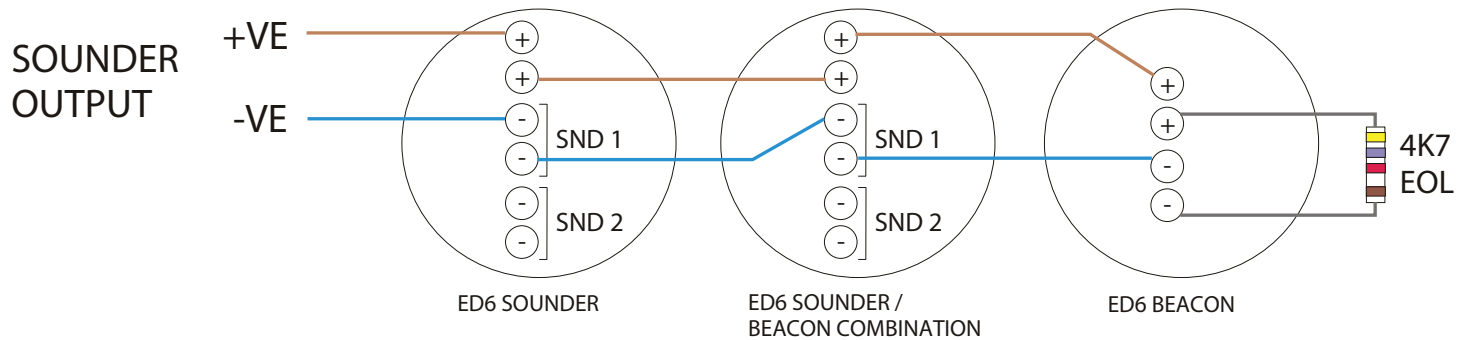 SOUNDER
OUTPUT
+VE
-VE
+
+
-
-
SND 1
-
-
SND 2
ED6 SOUNDER
+
+
-
-
SND 1
-
-
SND 2
ED6 SOUNDER /
BEACON COMBINATION
+
+
-
-
ED6 BEACON
4K7
EOL